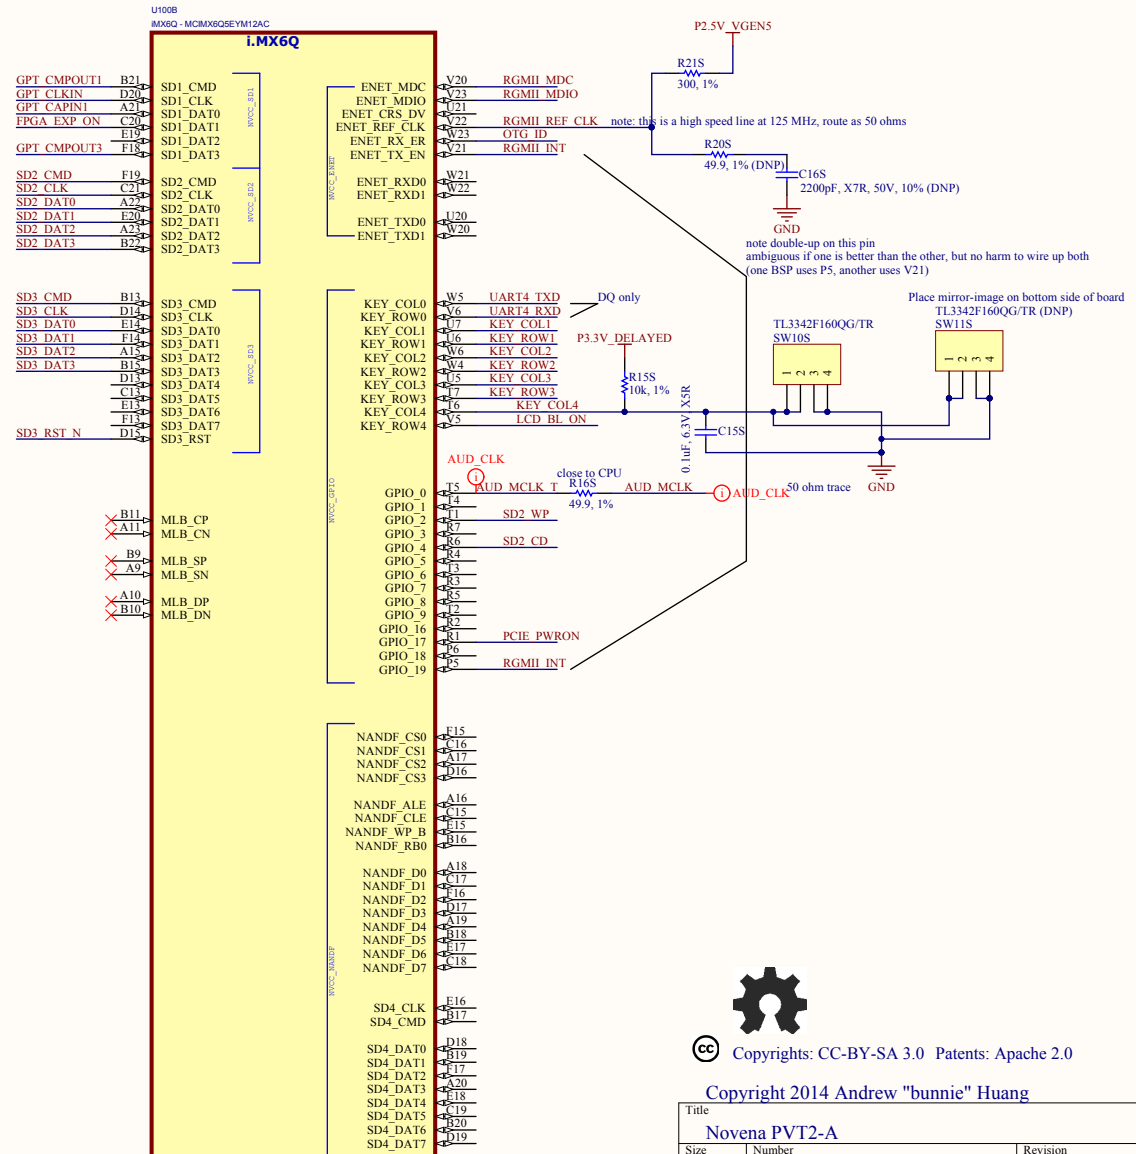 U100B
iMX6Q - MCIMX6Q5EYM12AC
i.MX6Q
GPT_CMPOUT1 B21 SD1_CMD
GPT_CLKIN D20 SD1_CLK
GPT_CAPIN1 A21 SD1_DAT0
FPGA_EXP_ON C20 SD1_DAT1
E19 SD1_DAT2
GPT_CMPOUT3 F18 SD1_DAT3
NVCC_SD1
SD2_CMD F19 SD2_CMD
SD2_CLK C21 SD2_CLK
SD2_DAT0 A22 SD2_DAT0
SD2_DAT1 E20 SD2_DAT1
SD2_DAT2 A23 SD2_DAT2
SD2_DAT3 B22 SD2_DAT3
NVCC_SD2
SD3_CMD B13 SD3_CMD
SD3_CLK D14 SD3_CLK
SD3_DAT0 E14 SD3_DAT0
SD3_DAT1 F14 SD3_DAT1
SD3_DAT2 A15 SD3_DAT2
SD3_DAT3 B15 SD3_DAT3
D13 SD3_DAT4
C13 SD3_DAT5
E13 SD3_DAT6
F13 SD3_DAT7
SD3_RST_N D15 SD3_RST
NVCC_SD3
B11 MLB_CP
A11 MLB_CN
B9 MLB_SP
A9 MLB_SN
A10 MLB_DP
B10 MLB_DN
ENET_MDC V20 RGMII_MDC
ENET_MDIO V23 RGMII_MDIO
ENET_CRS_DV U21
ENET_REF_CLK V22 RGMII_REF_CLK note: this is a high speed line at 125 MHz, route as 50 ohms
ENET_RX_ER W23 OTG_ID
ENET_TX_EN V21 RGMII_INT
ENET_RXD0 W21
ENET_RXD1 W22
ENET_TXD0 U20
ENET_TXD1 W20
NVCC_ENET
P2.5V_VGEN5
R21S
300, 1%
R20S
49.9, 1% (DNP)
C16S
2200pF, X7R, 50V, 10% (DNP)
GND
note double-up on this pin
ambiguous if one is better than the other, but no harm to wire up both
(one BSP uses P5, another uses V21)
KEY_COL0 W5 UART4_TXD
KEY_ROW0 V6 UART4_RXD
DQ only
KEY_COL1 U7 KEY_COL1
KEY_ROW1 U6 KEY_ROW1
KEY_COL2 W6 KEY_COL2
KEY_ROW2 W4 KEY_ROW2
KEY_COL3 U5 KEY_COL3
KEY_ROW3 T7 KEY_ROW3
KEY_COL4 T6 KEY_COL4
KEY_ROW4 V5 LCD_BL_ON
P3.3V_DELAYED
R15S
10k, 1%
0.1uF, 6.3V, X5R
C15S
TL3342F160QG/TR
SW10S
1 2 3 4
Place mirror-image on bottom side of board
TL3342F160QG/TR (DNP)
SW11S
1 2 3 4
GND
AUD_CLK
i
GPIO_0 T5 AUD_MCLK_T
close to CPU
R16S
49.9, 1%
AUD_MCLK
i AUD_CLK
50 ohm trace
GPIO_1 T4
GPIO_2 T1 SD2_WP
GPIO_3 R7
GPIO_4 R6 SD2_CD
GPIO_5 R4
GPIO_6 T3
GPIO_7 R3
GPIO_8 R5
GPIO_9 T2
GPIO_16 R2
GPIO_17 R1 PCIE_PWRON
GPIO_18 P6
GPIO_19 P5 RGMII_INT
NVCC_GPIO
NANDF_CS0 F15
NANDF_CS1 C16
NANDF_CS2 A17
NANDF_CS3 D16
NANDF_ALE A16
NANDF_CLE C15
NANDF_WP_B E15
NANDF_RB0 B16
NANDF_D0 A18
NANDF_D1 C17
NANDF_D2 F16
NANDF_D3 D17
NANDF_D4 A19
NANDF_D5 B18
NANDF_D6 E17
NANDF_D7 C18
NVCC_NANDF
SD4_CLK E16
SD4_CMD B17
SD4_DAT0 D18
SD4_DAT1 B19
SD4_DAT2 F17
SD4_DAT3 A20
SD4_DAT4 E18
SD4_DAT5 C19
SD4_DAT6 B20
SD4_DAT7 D19
cc Copyrights: CC-BY-SA 3.0 Patents: Apache 2.0
Copyright 2014 Andrew "bunnie" Huang
Title
Novena PVT2-A
Size Number Revision